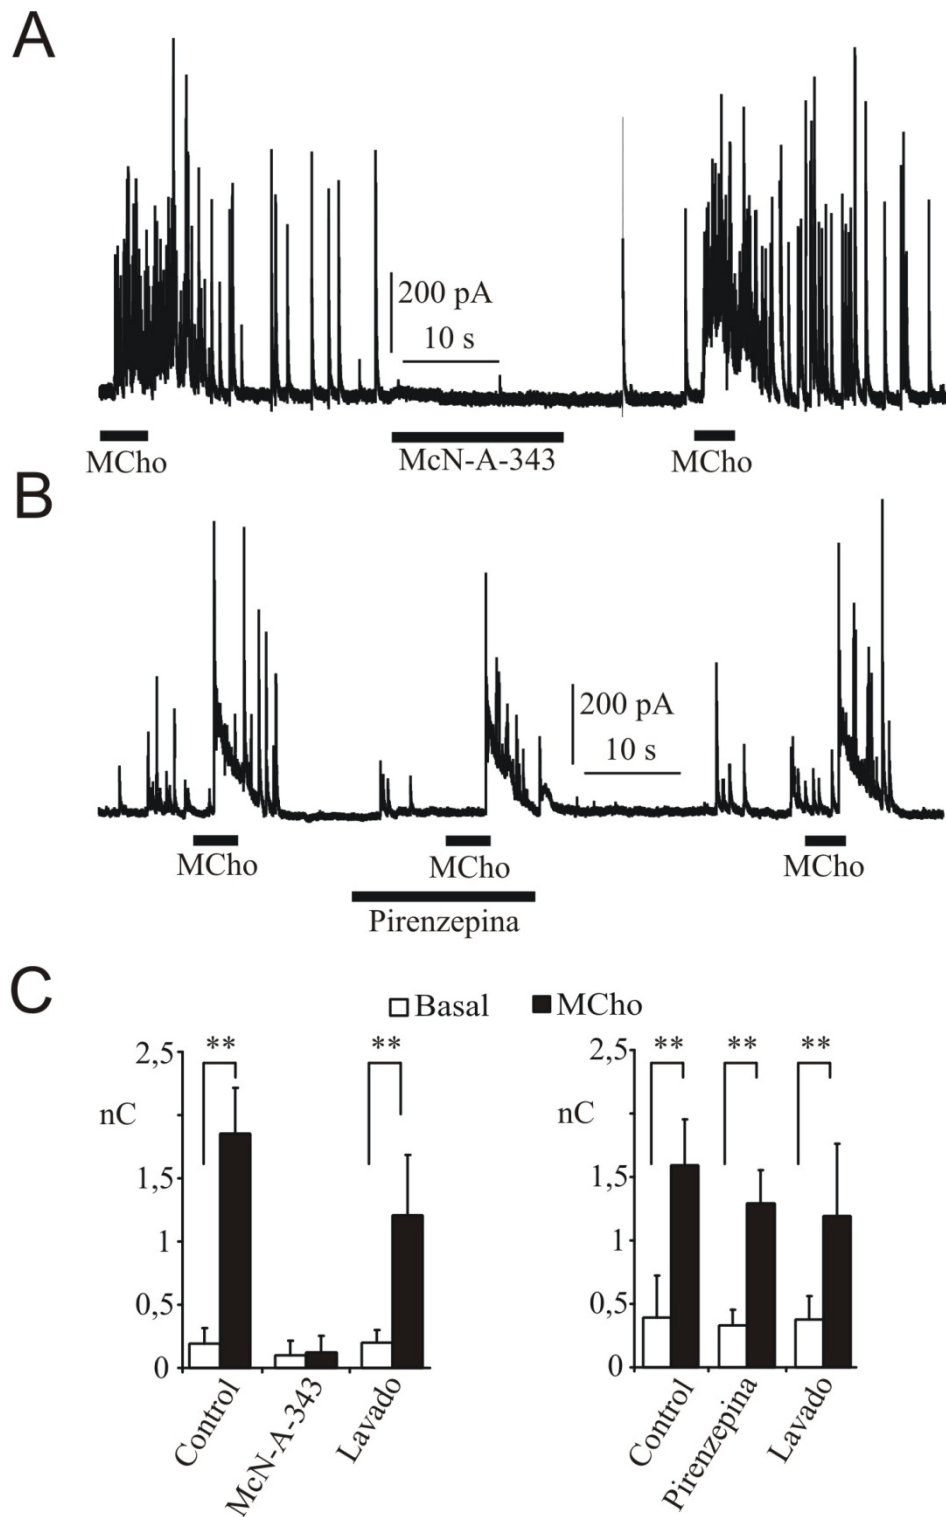 A
200 pA
10 s
MCho
McN-A-343
MCho
B
200 pA
10 s
MCho
MCho
MCho
Pirenzepina
C
Basal
MCho
**
**
2,5
nC
1,5
1
0,5
0
Control
McN-A-343
Lavado
**
**
**
2,5
nC
1,5
1
0,5
0
Control
Pirenzepina
Lavado